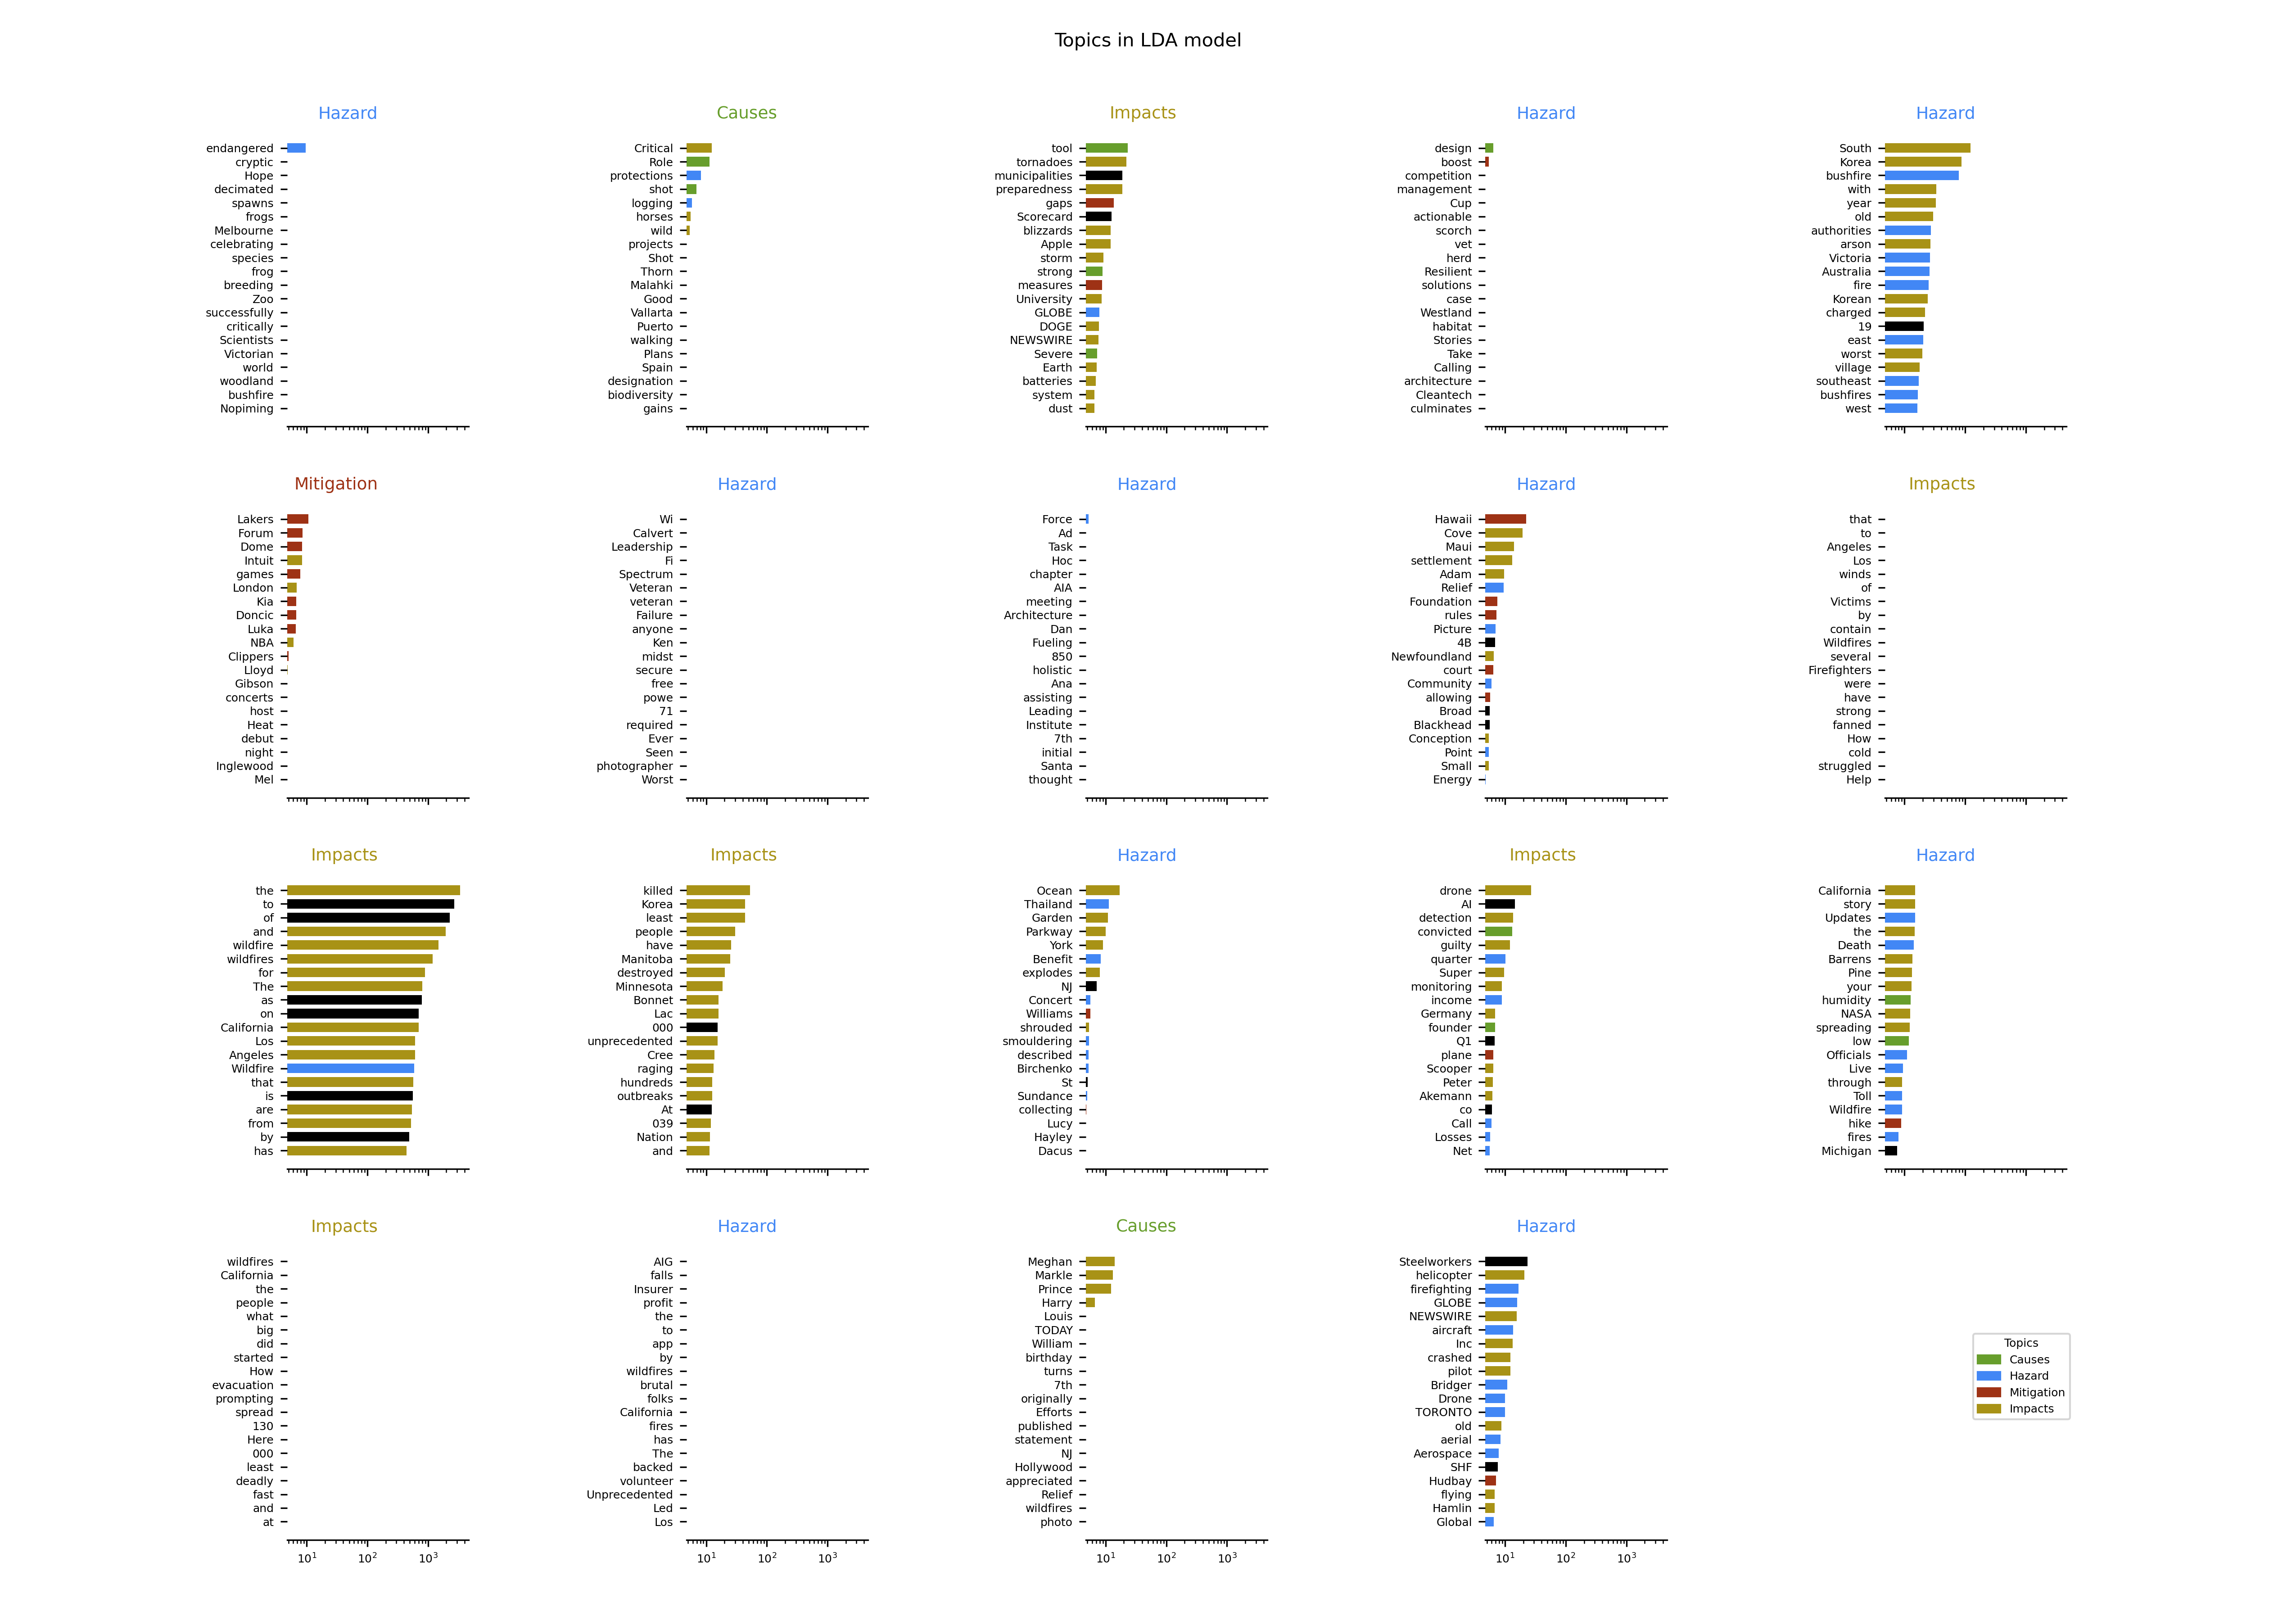 Topics in LDA model
Hazard
endangered
cryptic
Hope
decimated
spawns
frogs
Melbourne
celebrating
species
frog
breeding
Zoo
successfully
critically
Scientists
Victorian
world
woodland
bushfire
Nopiming
Causes
Critical
Role
protections
shot
logging
horses
wild
projects
Shot
Thorn
Malahki
Good
Vallarta
Puerto
walking
Plans
Spain
designation
biodiversity
gains
Impacts
tool
tornadoes
municipalities
preparedness
gaps
Scorecard
blizzards
Apple
storm
strong
measures
University
GLOBE
DOGE
NEWSWIRE
Severe
Earth
batteries
system
dust
Hazard
design
boost
competition
management
Cup
actionable
scorch
vet
herd
Resilient
solutions
case
Westland
habitat
Stories
Take
Calling
architecture
Cleantech
culminates
Hazard
South
Korea
bushfire
with
year
old
authorities
arson
Victoria
Australia
fire
Korean
charged
19
east
worst
village
southeast
bushfires
west
Mitigation
Lakers
Forum
Dome
Intuit
games
London
Kia
Doncic
Luka
NBA
Clippers
Lloyd
Gibson
concerts
host
Heat
debut
night
Inglewood
Mel
Hazard
Wi
Calvert
Leadership
Fi
Spectrum
Veteran
veteran
Failure
anyone
Ken
midst
secure
free
powe
71
required
Ever
Seen
photographer
Worst
Hazard
Force
Ad
Task
Hoc
chapter
AIA
meeting
Architecture
Dan
Fueling
850
holistic
Ana
assisting
Leading
Institute
7th
initial
Santa
thought
Hazard
Hawaii
Cove
Maui
settlement
Adam
Relief
Foundation
rules
Picture
4B
Newfoundland
court
Community
allowing
Broad
Blackhead
Conception
Point
Small
Energy
Impacts
that
to
Angeles
Los
winds
of
Victims
by
contain
Wildfires
several
Firefighters
were
have
strong
fanned
How
cold
struggled
Help
Impacts
the
to
of
and
wildfire
wildfires
for
The
as
on
California
Los
Angeles
Wildfire
that
is
are
from
by
has
Impacts
killed
Korea
least
people
have
Manitoba
destroyed
Minnesota
Bonnet
Lac
000
unprecedented
Cree
raging
hundreds
outbreaks
At
039
Nation
and
Hazard
Ocean
Thailand
Garden
Parkway
York
Benefit
explodes
NJ
Concert
Williams
shrouded
smouldering
described
Birchenko
St
Sundance
collecting
Lucy
Hayley
Dacus
Impacts
drone
AI
detection
convicted
guilty
quarter
Super
monitoring
income
Germany
founder
Q1
plane
Scooper
Peter
Akemann
co
Call
Losses
Net
Hazard
California
story
Updates
the
Death
Barrens
Pine
your
humidity
NASA
spreading
low
Officials
Live
through
Toll
Wildfire
hike
fires
Michigan
Impacts
wildfires
California
the
people
what
big
did
started
How
evacuation
prompting
spread
130
Here
000
least
deadly
fast
and
at
10¹ 10² 10³
Hazard
AIG
falls
Insurer
profit
the
to
app
by
wildfires
brutal
folks
California
fires
has
The
backed
volunteer
Unprecedented
Led
Los
10¹ 10² 10³
Causes
Meghan
Markle
Prince
Harry
Louis
TODAY
William
birthday
turns
7th
originally
Efforts
published
statement
NJ
Hollywood
appreciated
Relief
wildfires
photo
10¹ 10² 10³
Hazard
Steelworkers
helicopter
firefighting
GLOBE
NEWSWIRE
aircraft
Inc
crashed
pilot
Bridger
Drone
TORONTO
old
aerial
Aerospace
SHF
Hudbay
flying
Hamlin
Global
10¹ 10² 10³
Topics
Causes
Hazard
Mitigation
Impacts